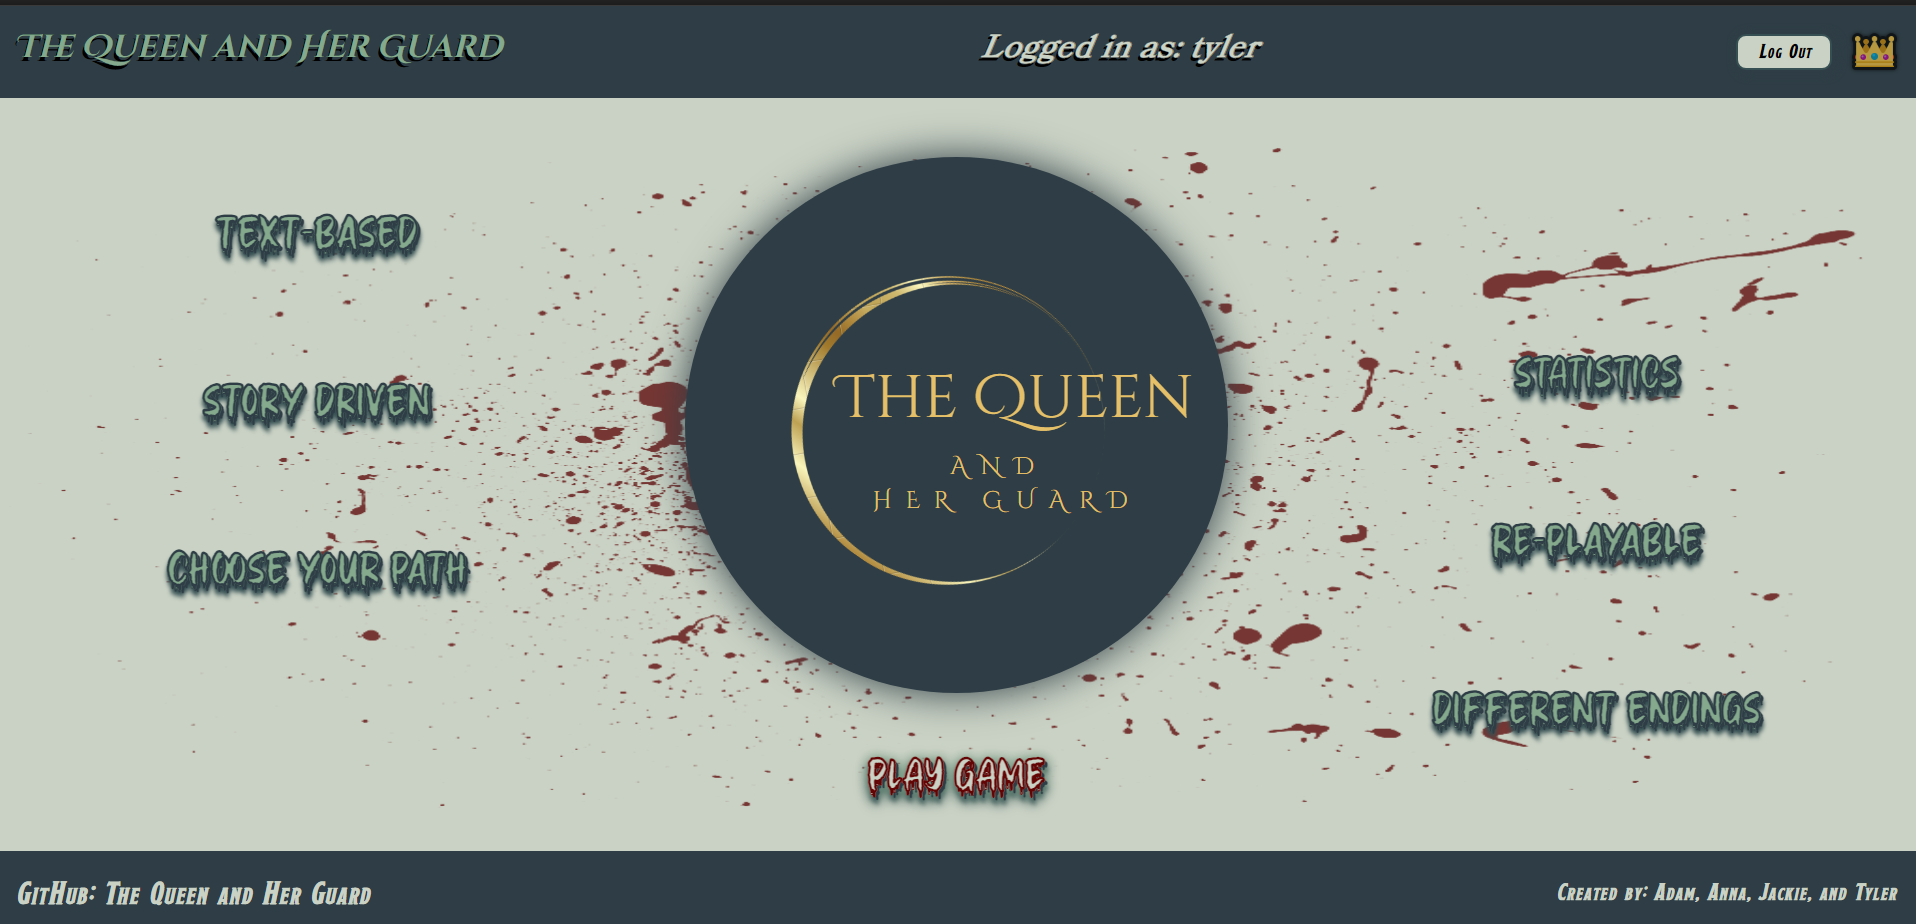 The Queen and Her Guard
Logged in as: tyler
Log Out
TEXT-BASED
STORY DRIVEN
CHOOSE YOUR PATH
THE QUEEN
AND
HER GUARD
STATISTICS
RE-PLAYABLE
DIFFERENT ENDINGS
PLAY GAME
GitHub: The Queen and Her Guard
Created by: Adam, Anna, Jackie, and Tyler